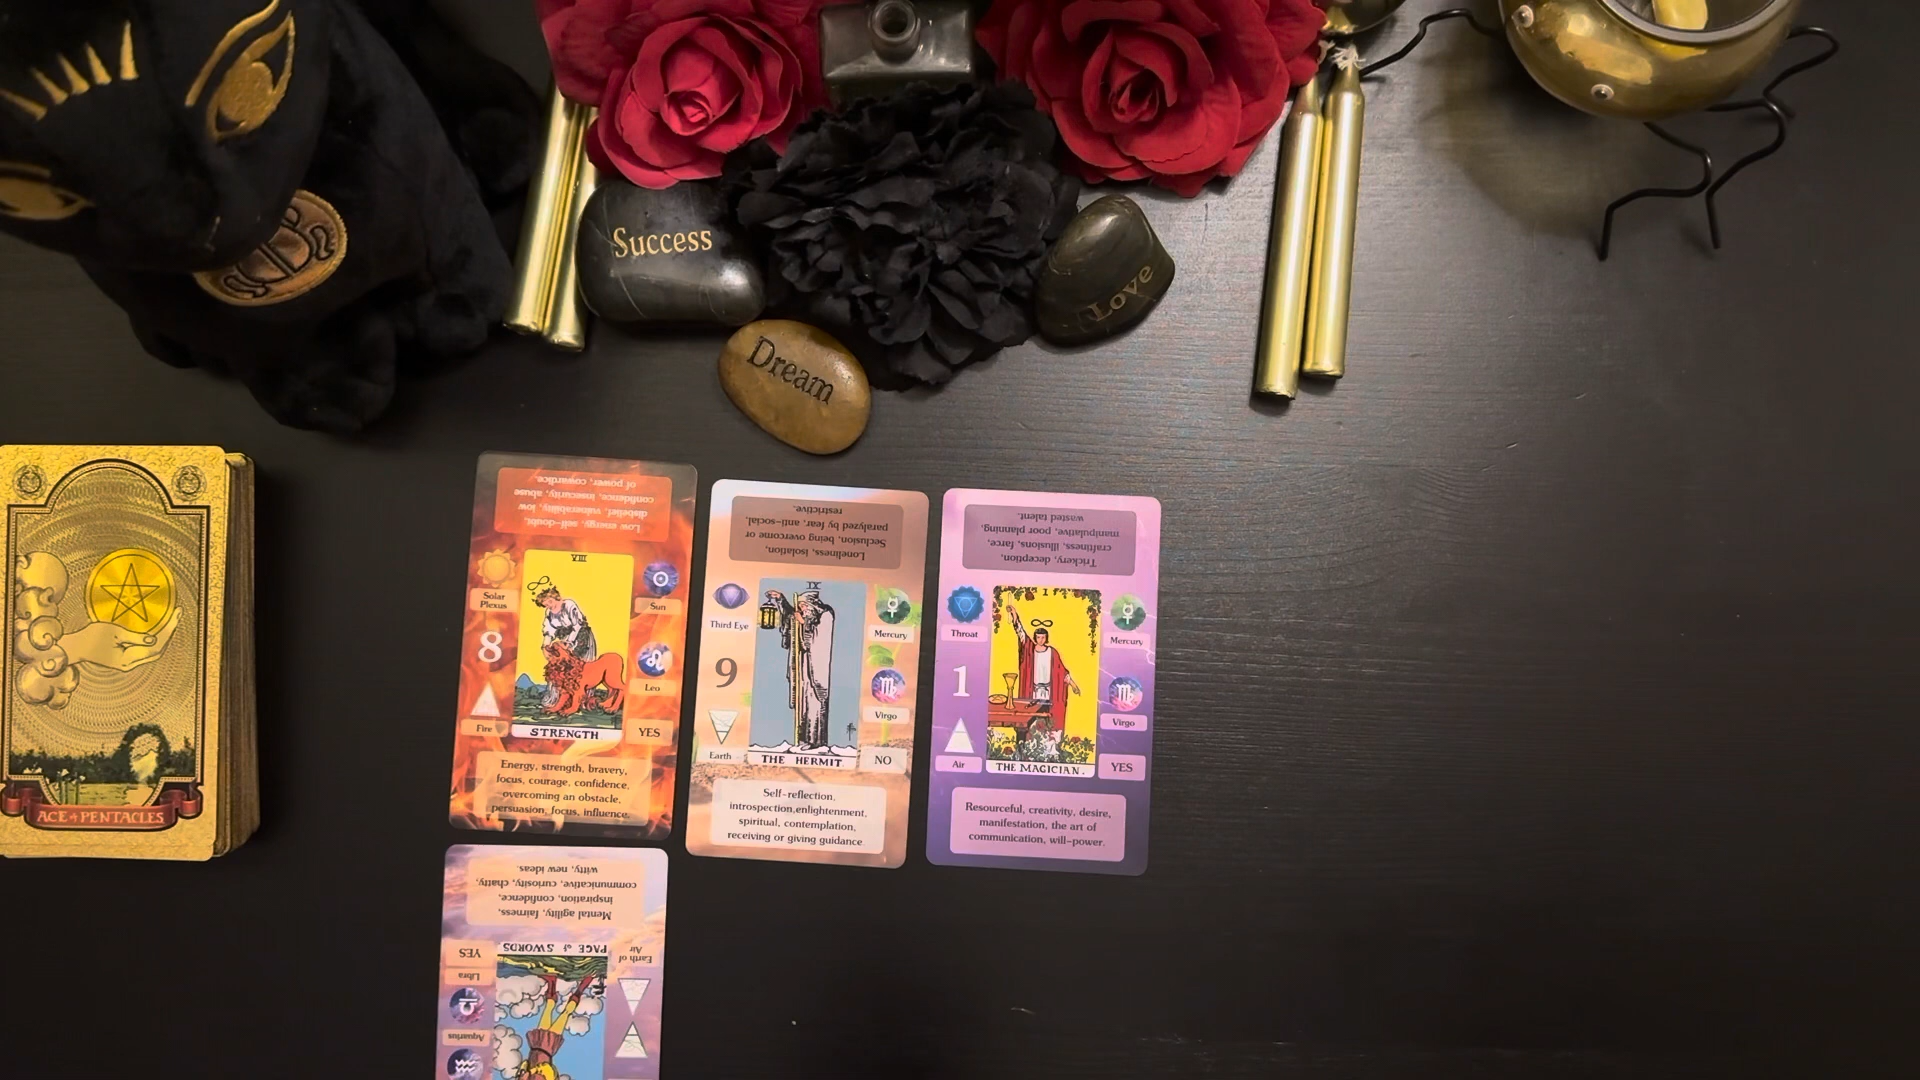 Success
Love
Dream
ACE of PENTACLES
Low energy, self-doubt,
disbelief, vulnerability, low
confidence, insecurity, abuse
of power, cowardice.
VIII
Solar
Plexus
Sun
8
Leo
Fire
STRENGTH
YES
Energy, strength, bravery,
focus, courage, confidence,
overcoming an obstacle,
persuasion, focus, influence.
Loneliness, isolation,
Seclusion, being overcome or
paralyzed by fear, anti-social,
restrictive.
IX
Third Eye
Mercury
9
Virgo
Earth
THE HERMIT.
NO
Self-reflection,
introspection,enlightenment,
spiritual, contemplation,
receiving or giving guidance
Trickery, deception,
craftiness, illusions, farce,
manipulative, poor planning,
wasted talent.
I
Throat
Mercury
1
Virgo
Air
THE MAGICIAN.
YES
Resourceful, creativity, desire,
manifestation, the art of
communication, will-power.
Mental agility, fairness,
inspiration, confidence,
communicative, curiosity, chatty,
witty, new ideas.
PAGE of SWORDS
YES
Earth of
Air
Libra
Aquarius